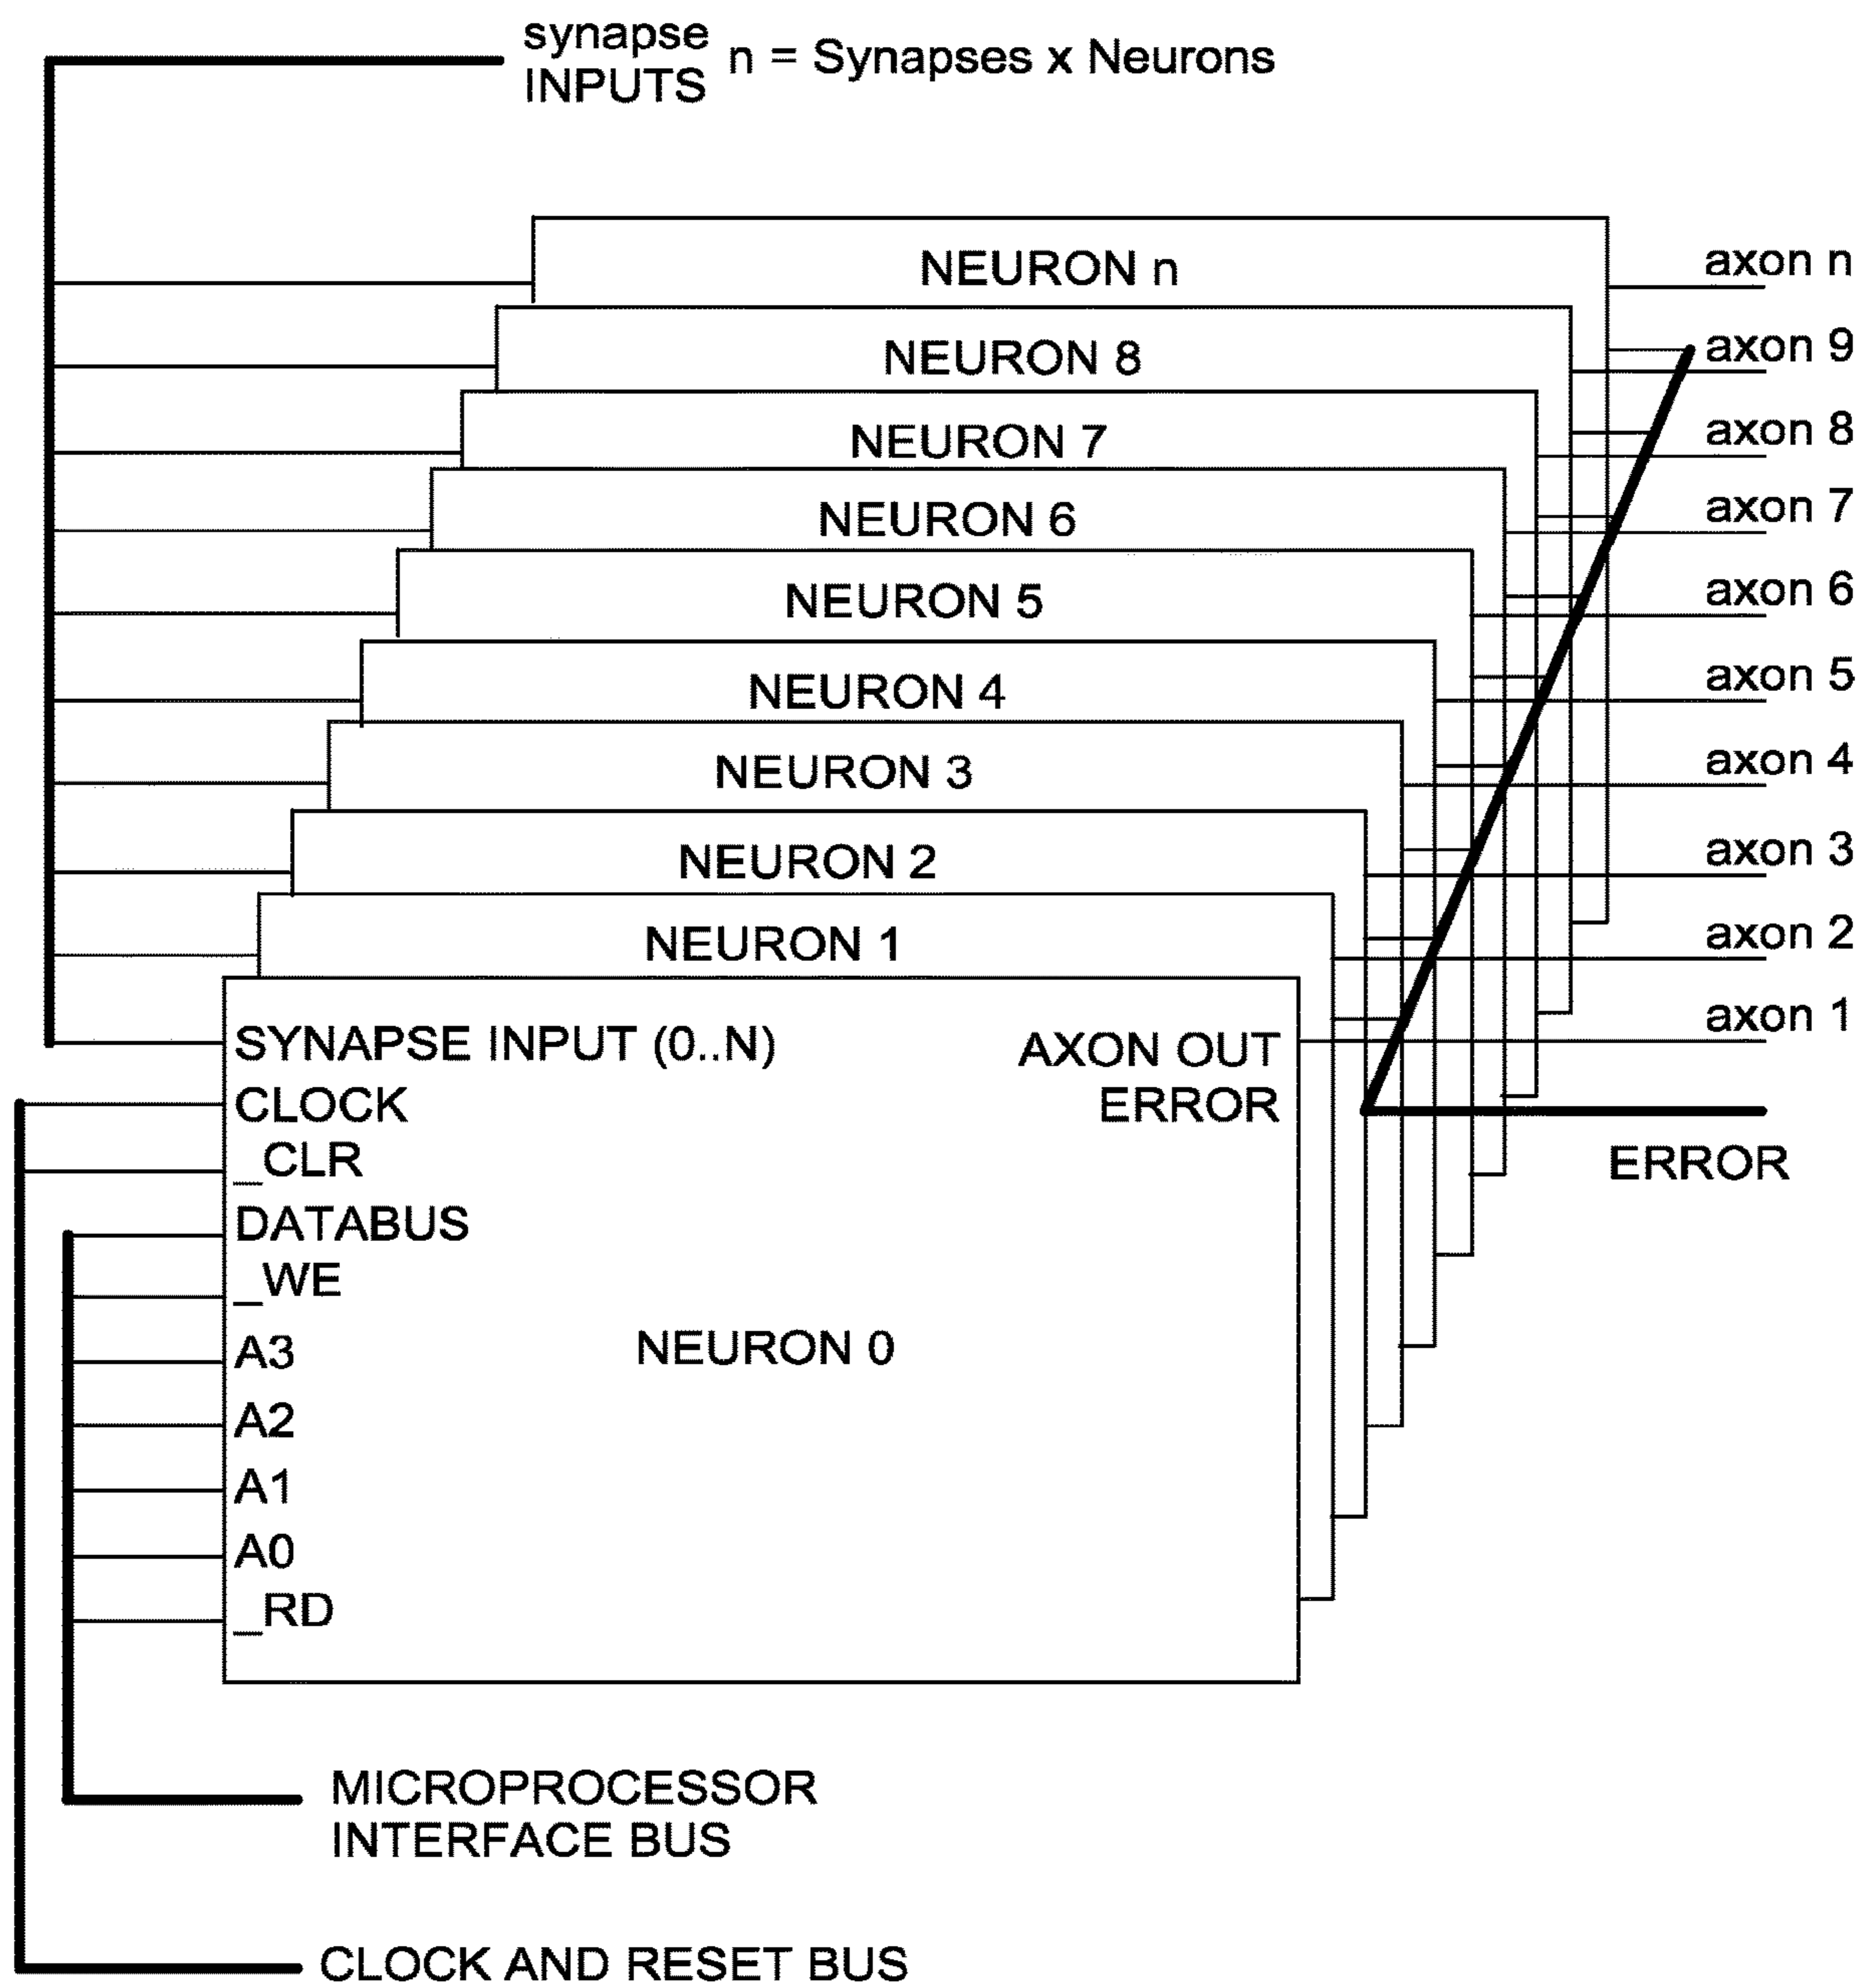 synapse
INPUTS
n = Synapses x Neurons
NEURON n
axon n
NEURON 8
axon 9
NEURON 7
axon 8
NEURON 6
axon 7
NEURON 5
axon 6
NEURON 4
axon 5
NEURON 3
axon 4
NEURON 2
axon 3
NEURON 1
axon 2
SYNAPSE INPUT (0..N)
AXON OUT
axon 1
CLOCK
ERROR
_CLR
ERROR
DATABUS
_WE
A3
NEURON 0
A2
A1
A0
_RD
MICROPROCESSOR
INTERFACE BUS
CLOCK AND RESET BUS